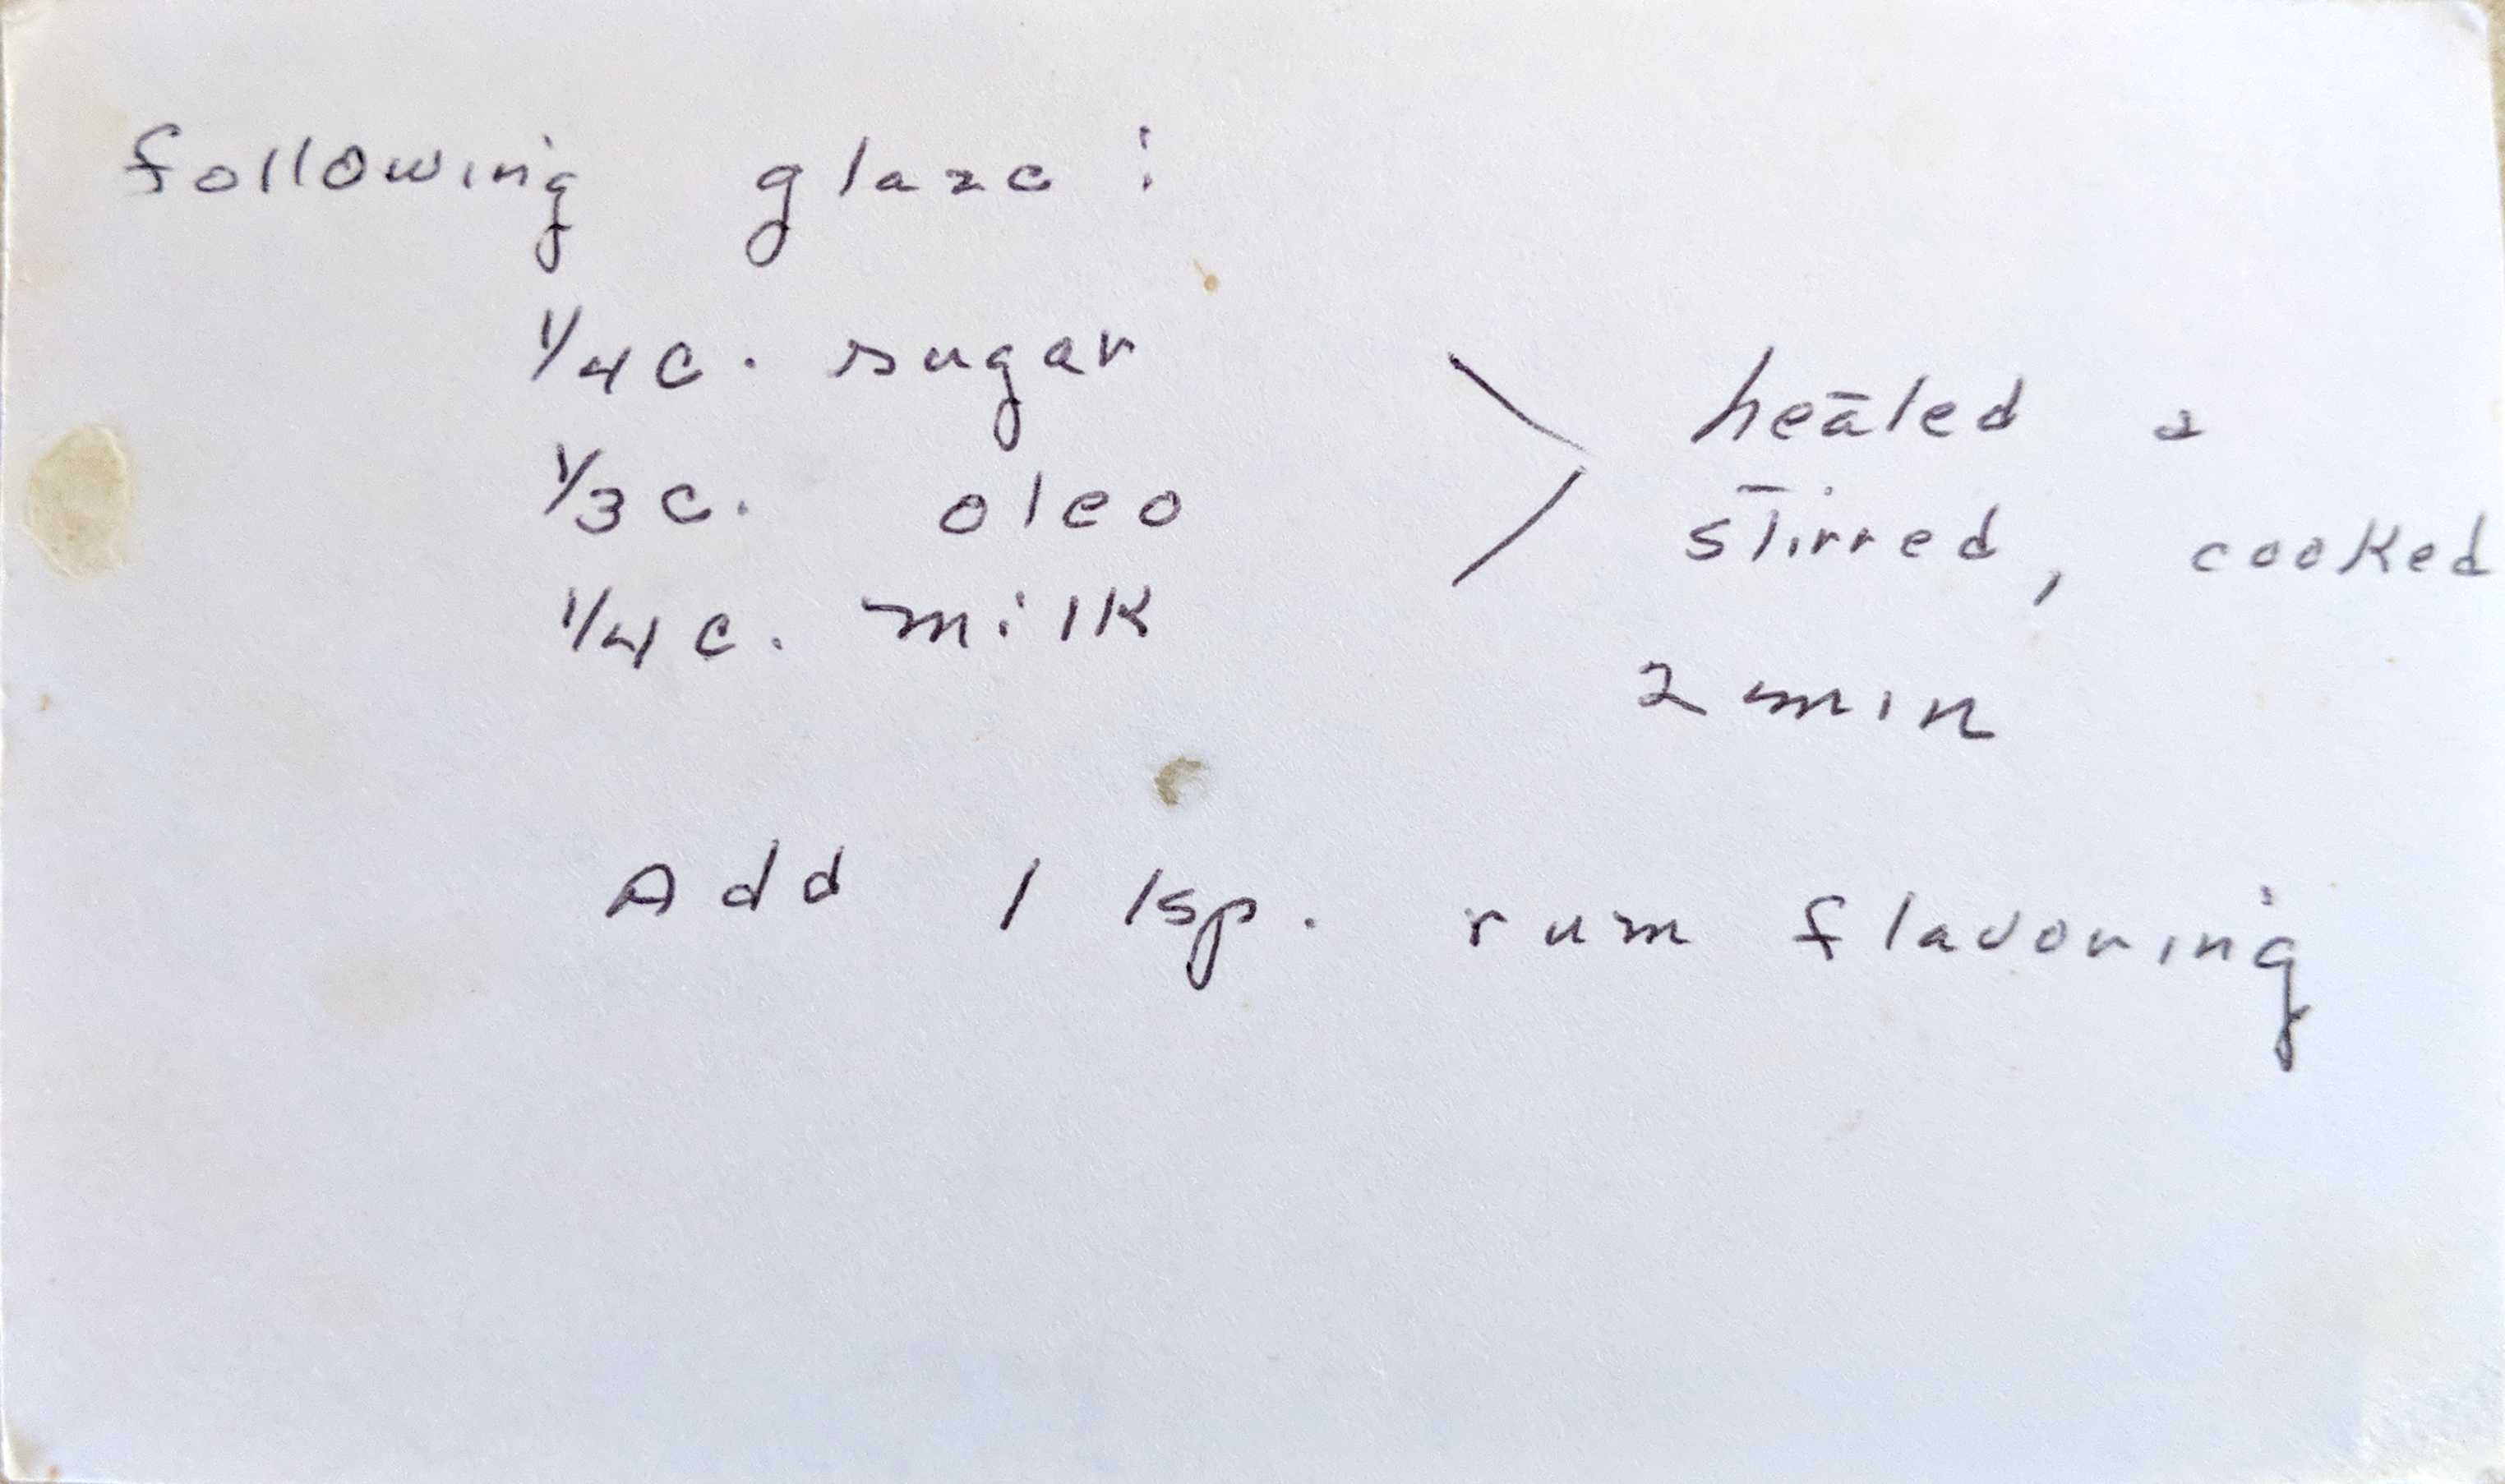 following glaze:
1/4 c. sugar
1/3 c. oleo
1/4 c. milk
heated &
stirred, cooked
2 min
Add 1 tsp. rum flavoring